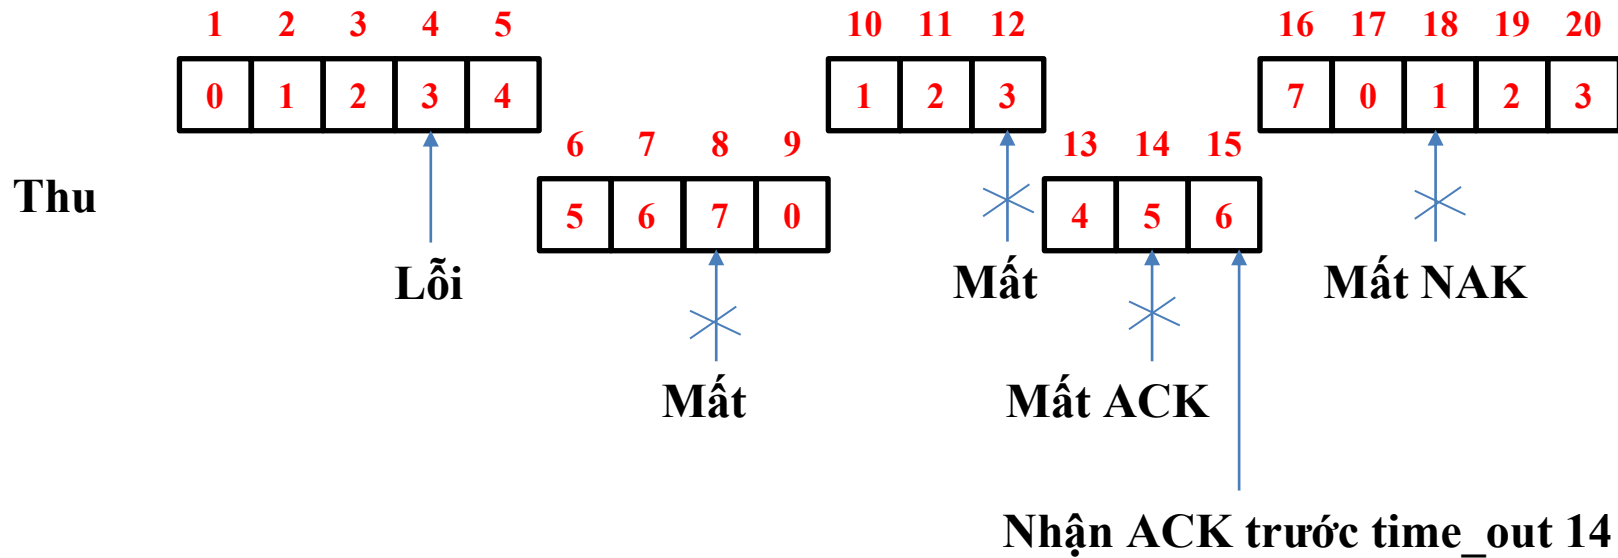 1 2 3 4 5 10 11 12 16 17 18 19 20
0 1 2 3 4 1 2 3 7 0 1 2 3
6 7 8 9 13 14 15
Thu 5 6 7 0 4 5 6
Lỗi Mất Mất NAK
Mất Mất ACK
Nhận ACK trước time_out 14